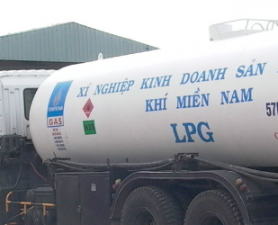 XÍ NGHIỆP KINH DOANH SẢN
KHÍ MIỀN NAM
LPG
GAS